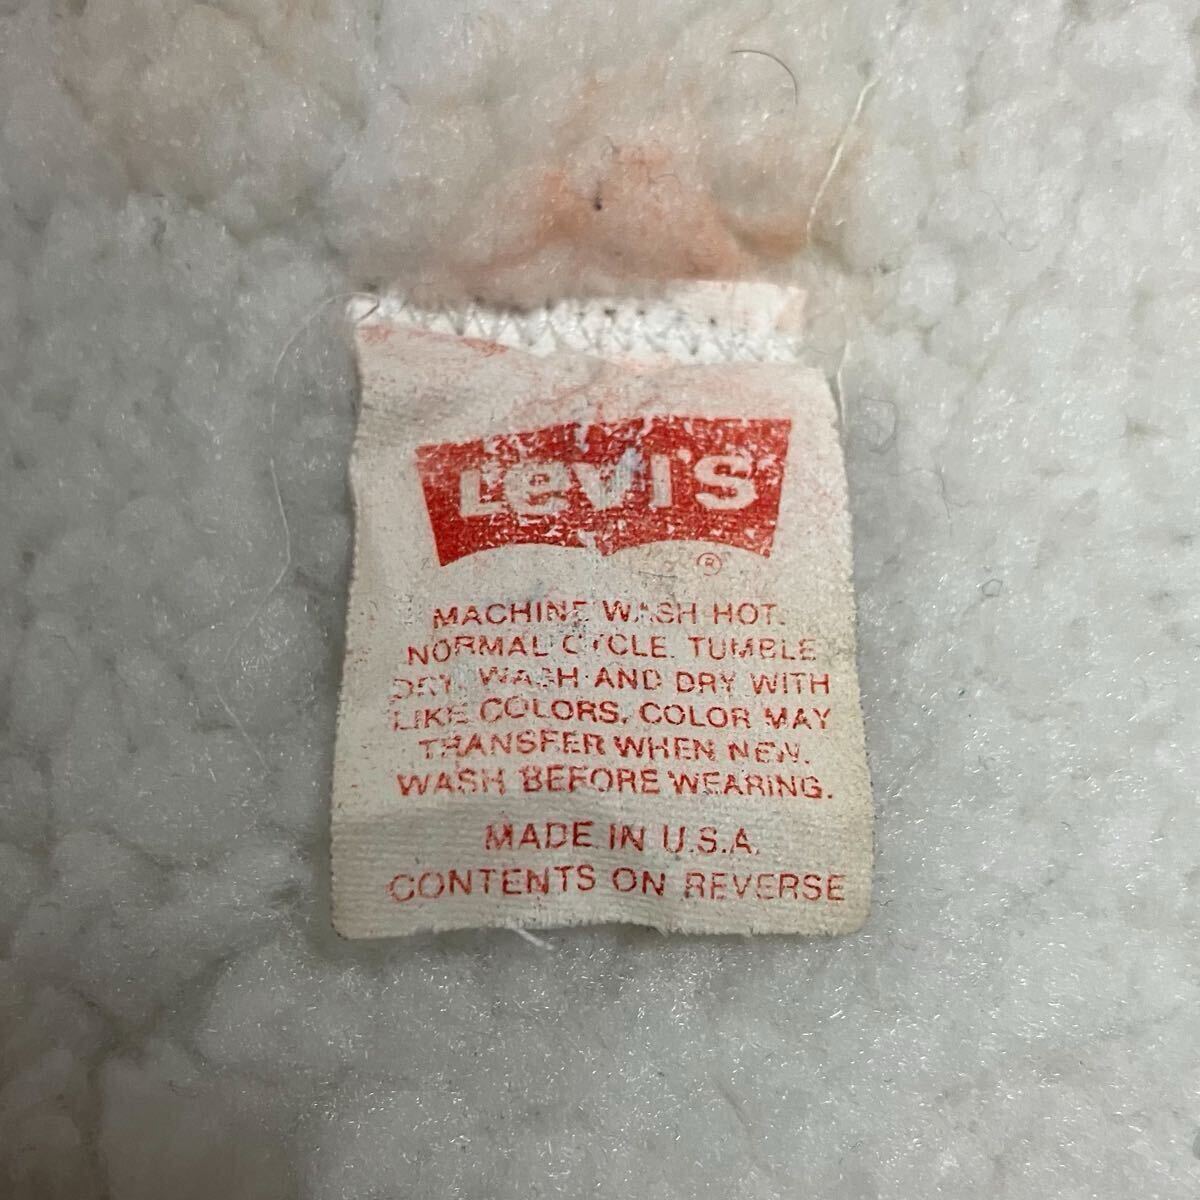 Levi's
®
MACHINE WASH HOT.
NORMAL CYCLE. TUMBLE
DRY. WASH AND DRY WITH
LIKE COLORS. COLOR MAY
TRANSFER WHEN NEW.
WASH BEFORE WEARING.
MADE IN U.S.A.
CONTENTS ON REVERSE